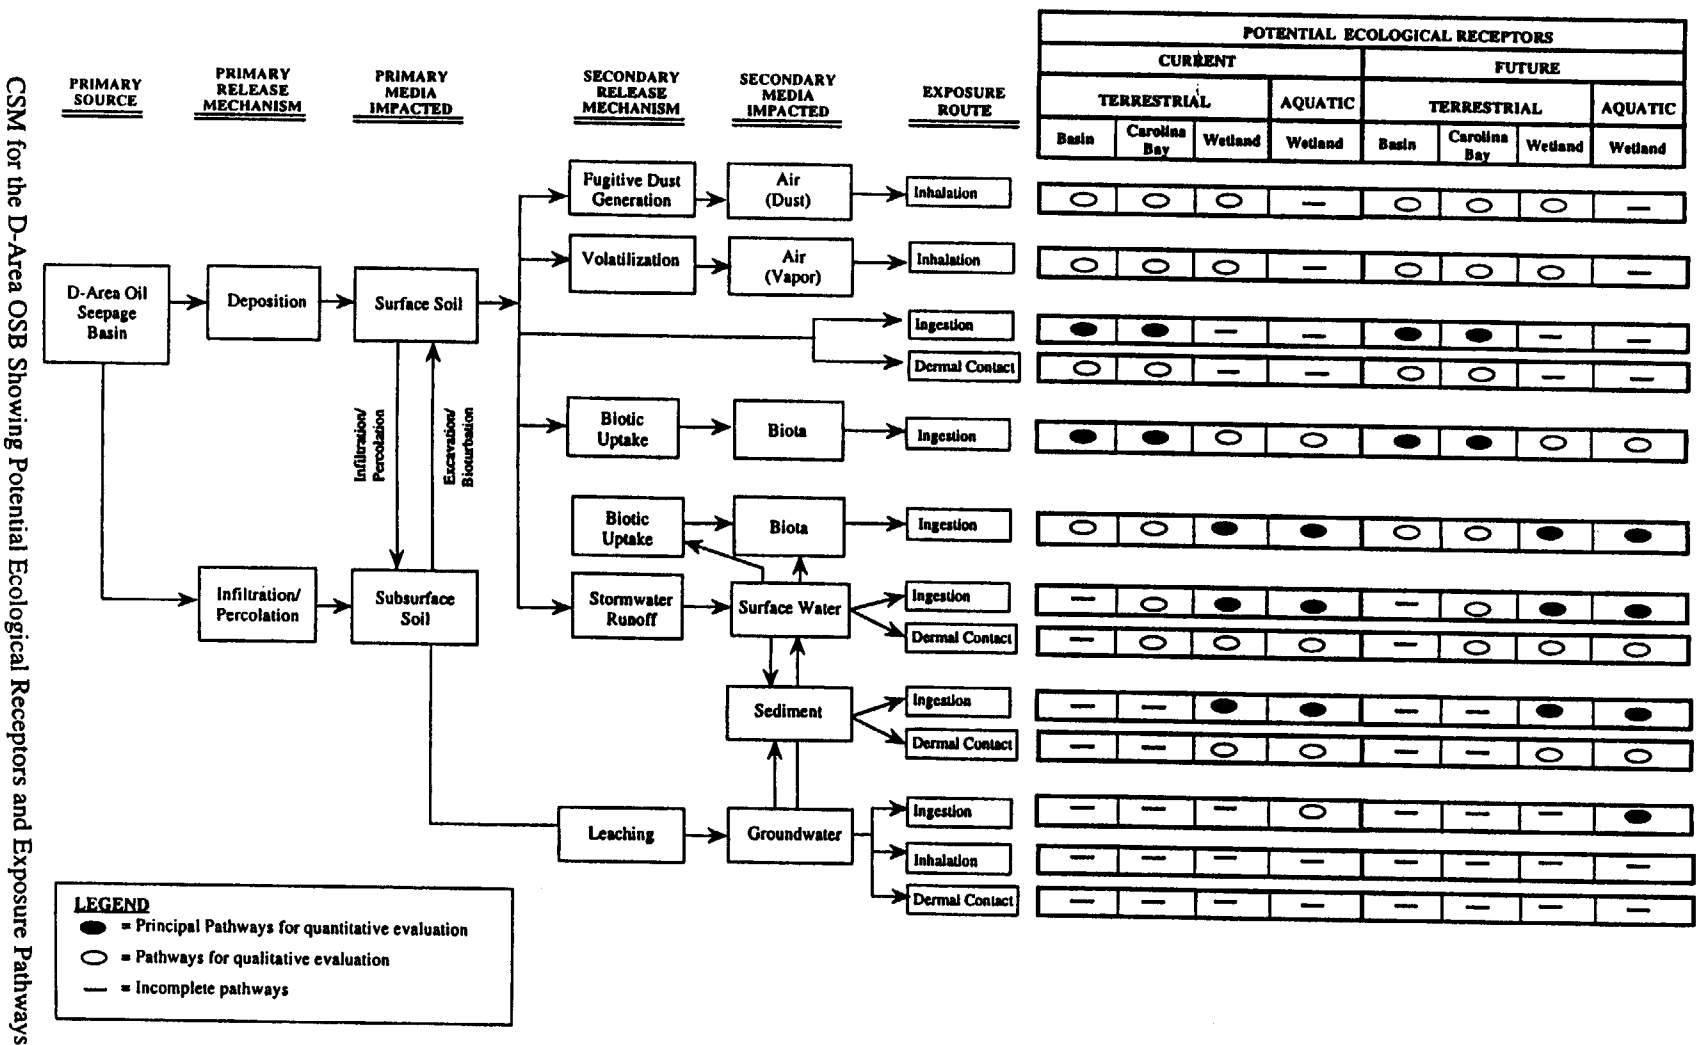 CSM for the D-Area OSB Showing Potential Ecological Receptors and Exposure Pathways
PRIMARY
SOURCE
PRIMARY
RELEASE
MECHANISM
PRIMARY
MEDIA
IMPACTED
SECONDARY
RELEASE
MECHANISM
SECONDARY
MEDIA
IMPACTED
EXPOSURE
ROUTE
POTENTIAL ECOLOGICAL RECEPTORS
CURRENT
FUTURE
TERRESTRIAL
AQUATIC
TERRESTRIAL
AQUATIC
Basin
Carolina
Bay
Wetland
Wetland
Basin
Carolina
Bay
Wetland
Wetland
D-Area Oil
Seepage
Basin
Deposition
Surface Soil
Infiltration/
Percolation
Excavation/
Bioturbation
Infiltration/
Percolation
Subsurface
Soil
Fugitive Dust
Generation
Air
(Dust)
Inhalation
Volatilization
Air
(Vapor)
Inhalation
Ingestion
Dermal Contact
Biotic
Uptake
Biota
Ingestion
Biotic
Uptake
Biota
Ingestion
Stormwater
Runoff
Surface Water
Ingestion
Dermal Contact
Sediment
Ingestion
Dermal Contact
Leaching
Groundwater
Ingestion
Inhalation
Dermal Contact
LEGEND
= Principal Pathways for quantitative evaluation
= Pathways for qualitative evaluation
= Incomplete pathways